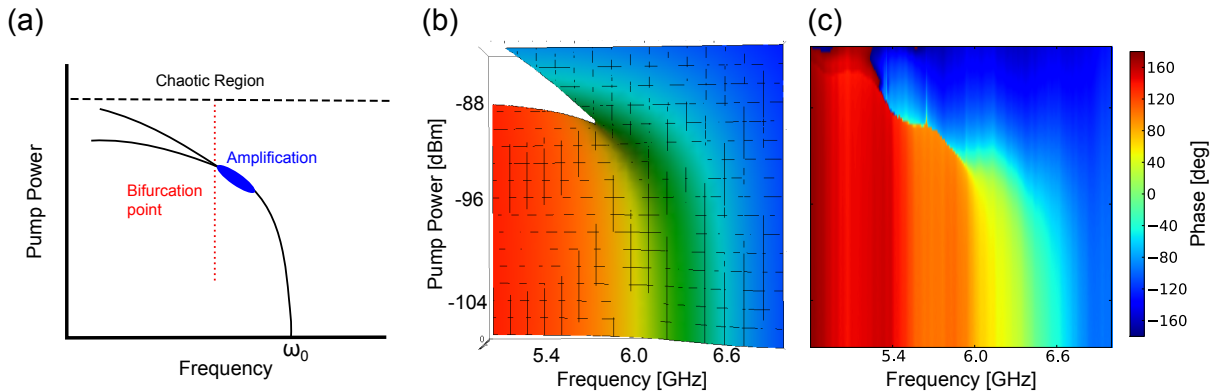 (a)
Chaotic Region
Amplification
Bifurcation
point
Pump Power
Frequency
ω0
(b)
-88
-96
-104
0
Pump Power [dBm]
5.4
6.0
6.6
Frequency [GHz]
(c)
5.4
6.0
6.6
Frequency [GHz]
160
120
80
40
0
−40
−80
−120
−160
Phase [deg]